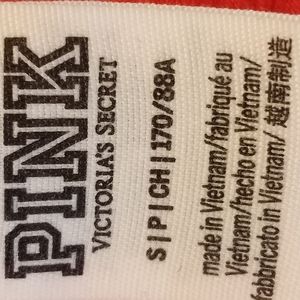 PINK
VICTORIA'S SECRET
S|P|CH|170/88A
made in Vietnam/fabriqué au
Vietnam/hecho en Vietnam/
fabbricato in Vietnam/ 越南制造